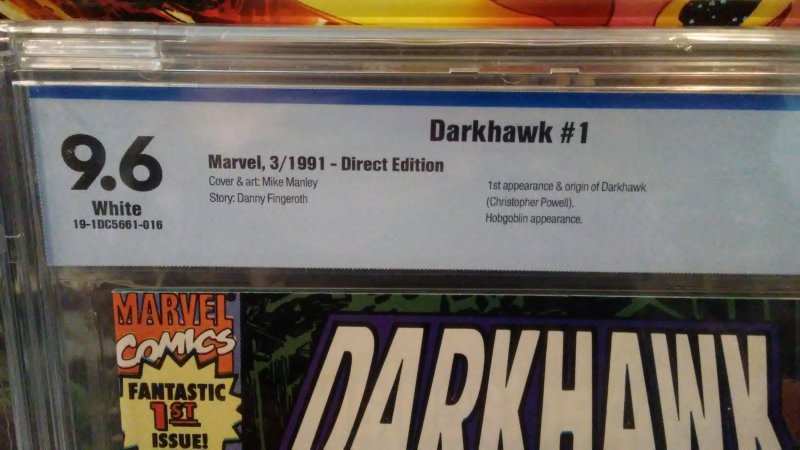 Darkhawk #1
9.6
White
19-1DC5661-016
Marvel, 3/1991 - Direct Edition
Cover & art: Mike Manley
Story: Danny Fingeroth
1st appearance & origin of Darkhawk
(Christopher Powell).
Hobgoblin appearance.
MARVEL
COMICS
FANTASTIC
1ST
ISSUE!
DARKHAWK